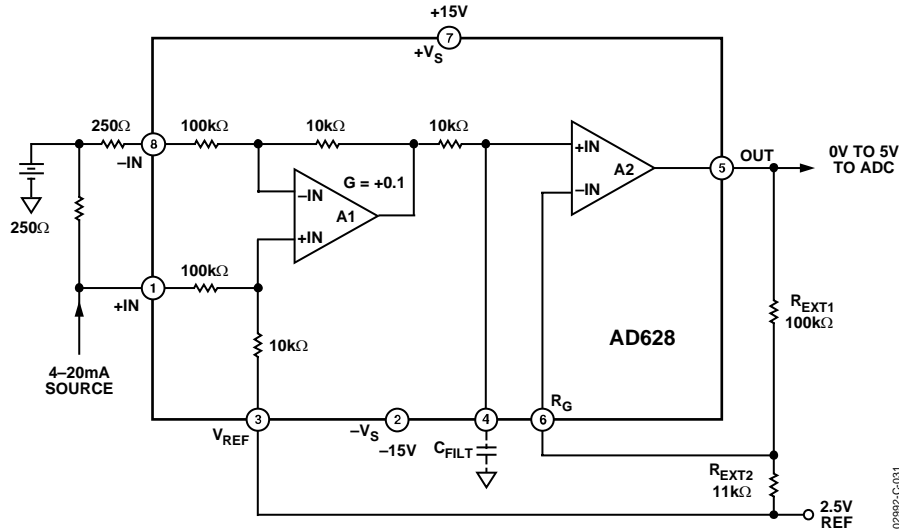 +15V
7
+VS
250Ω
100kΩ
10kΩ
10kΩ
8
–IN
+IN
A2
–IN
5
OUT
0V TO 5V
TO ADC
G = +0.1
–IN
A1
+IN
250Ω
100kΩ
1
+IN
REXT1
100kΩ
10kΩ
AD628
4–20mA
SOURCE
RG
3
2
4
6
VREF
–VS
–15V
CFILT
REXT2
11kΩ
2.5V
REF
02992-C-031